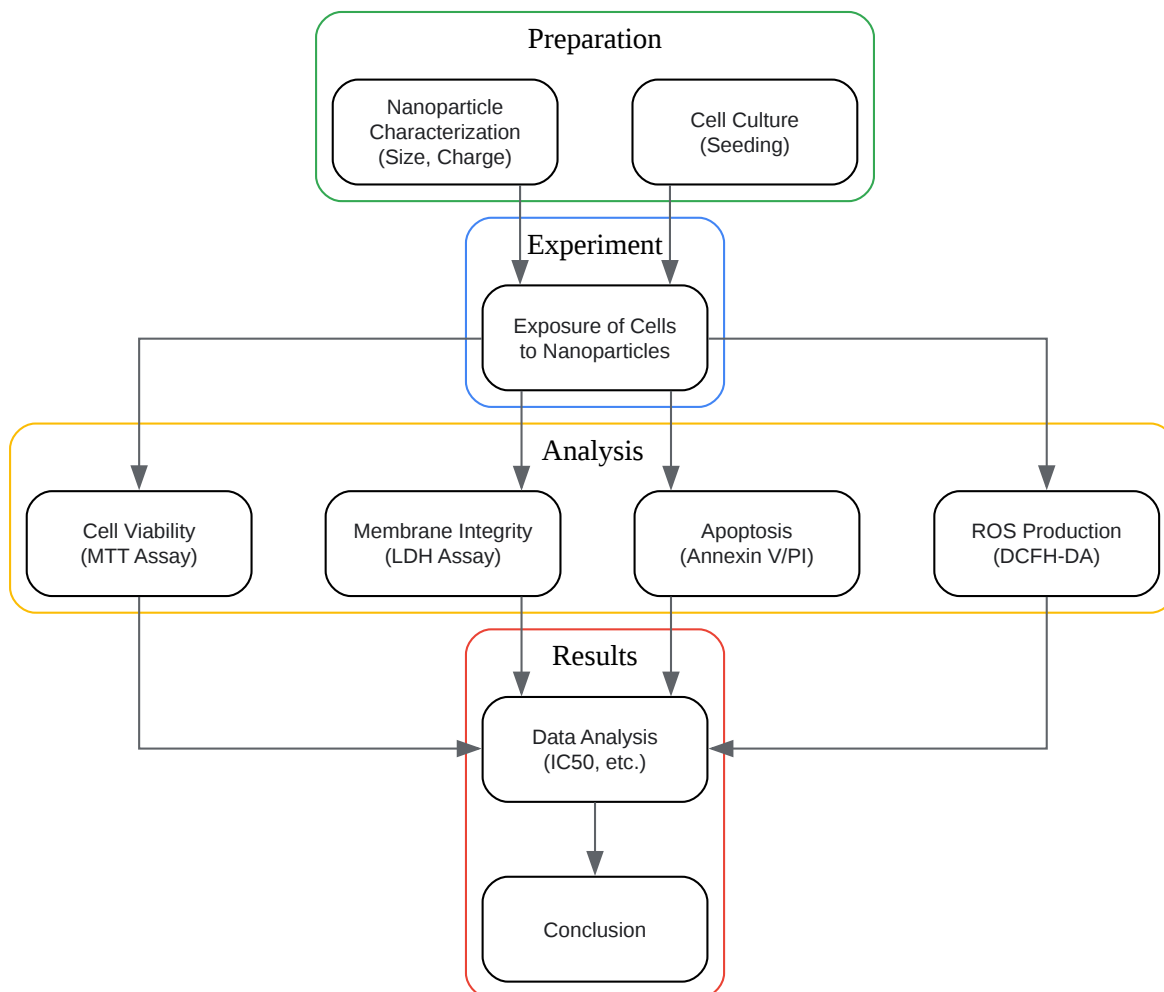 Preparation
Nanoparticle
Characterization
(Size, Charge)
Cell Culture
(Seeding)
Experiment
Exposure of Cells
to Nanoparticles
Analysis
Cell Viability
(MTT Assay)
Membrane Integrity
(LDH Assay)
Apoptosis
(Annexin V/PI)
ROS Production
(DCFH-DA)
Results
Data Analysis
(IC50, etc.)
Conclusion